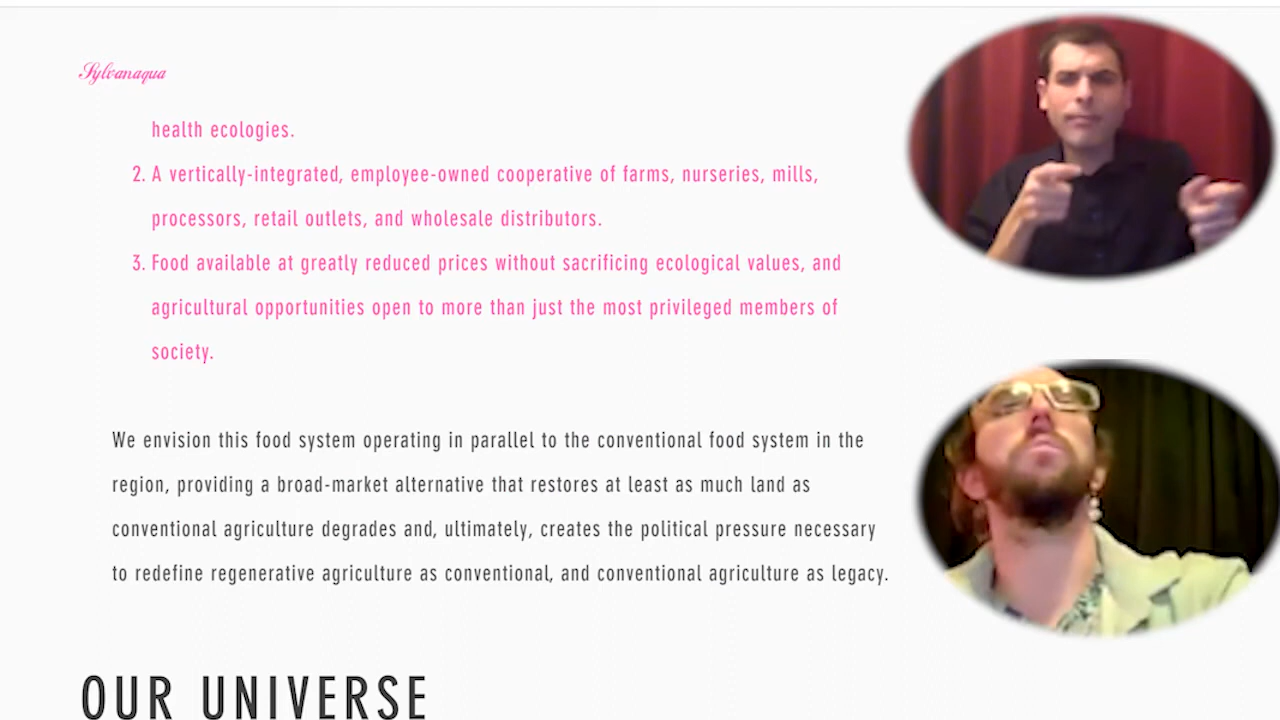 Sylvanaqua
health ecologies.
2. A vertically-integrated, employee-owned cooperative of farms, nurseries, mills,
processors, retail outlets, and wholesale distributors.
3. Food available at greatly reduced prices without sacrificing ecological values, and
agricultural opportunities open to more than just the most privileged members of
society.
We envision this food system operating in parallel to the conventional food system in the
region, providing a broad-market alternative that restores at least as much land as
conventional agriculture degrades and, ultimately, creates the political pressure necessary
to redefine regenerative agriculture as conventional, and conventional agriculture as legacy.
OUR UNIVERSE